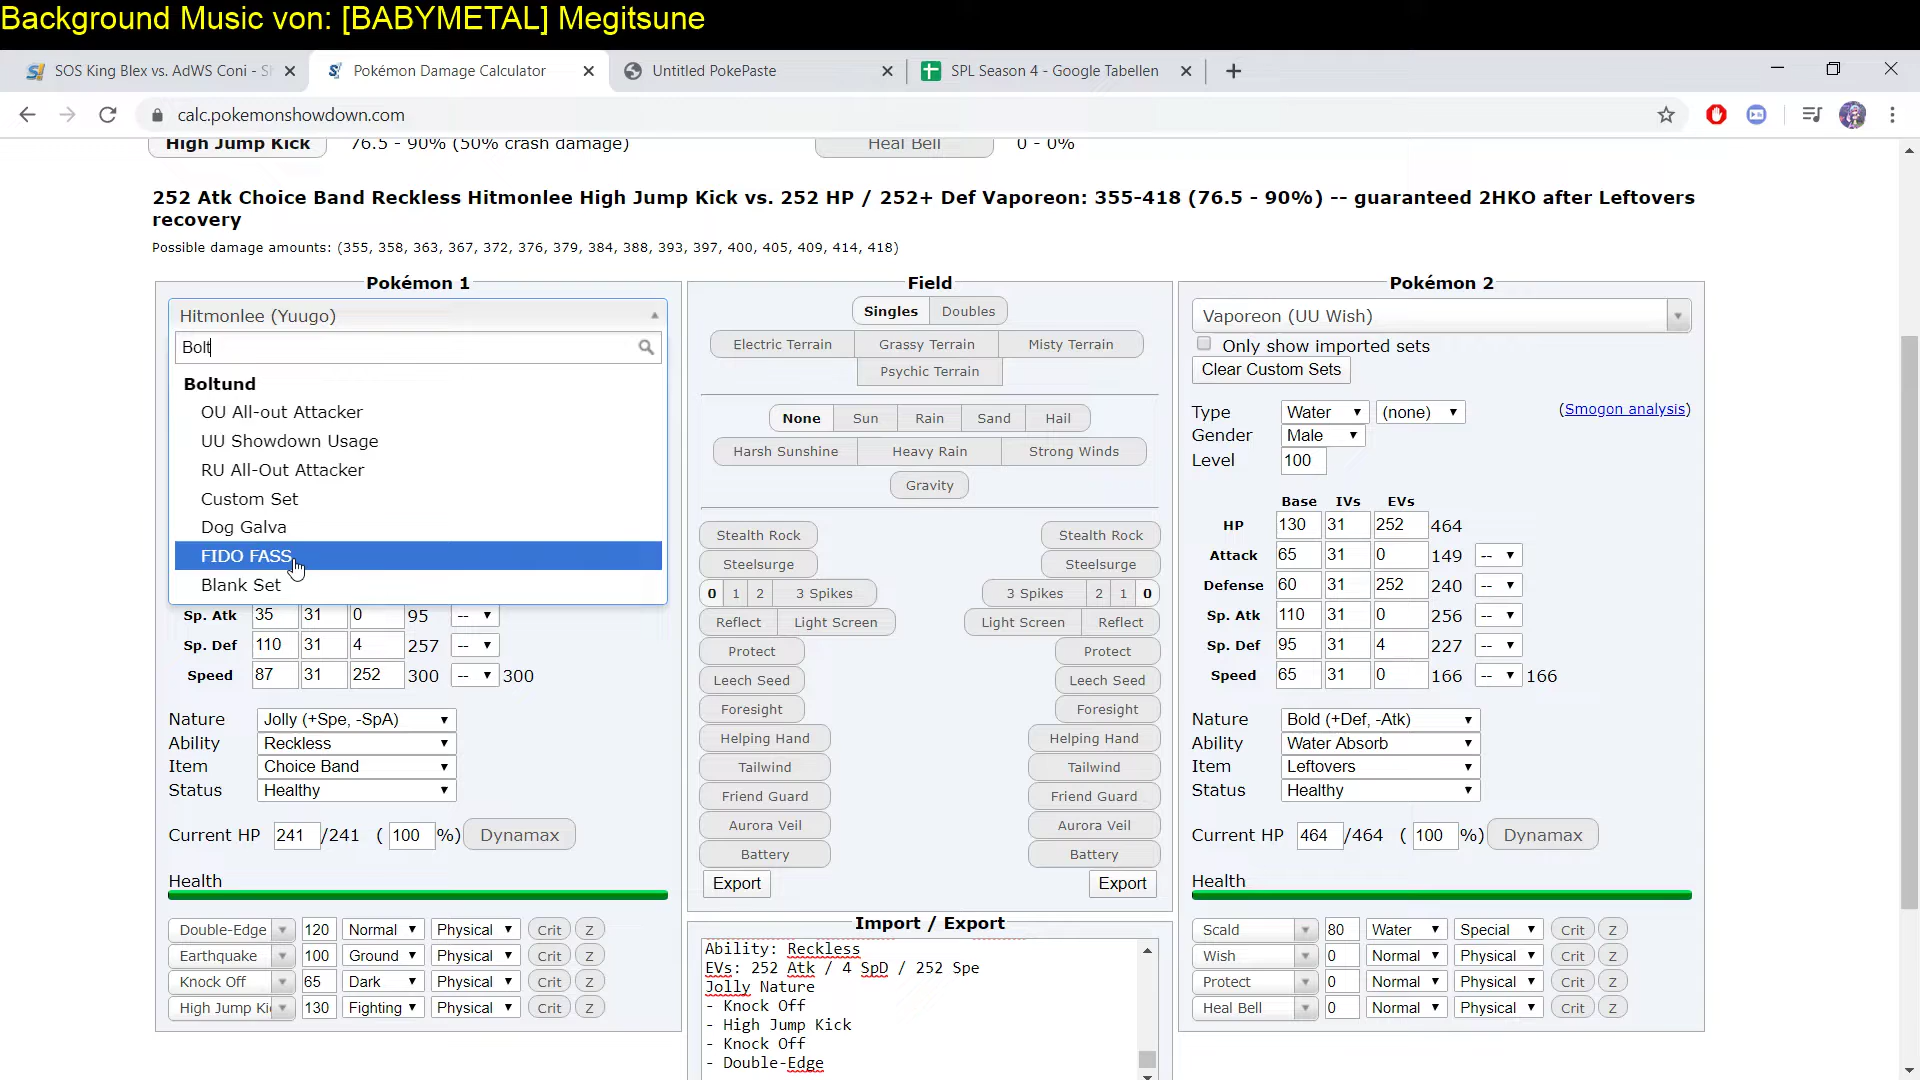 Background Music von: [BABYMETAL] Megitsune
SOS King Blex vs. AdWS Coni - S
Pokémon Damage Calculator
Untitled PokePaste
SPL Season 4 - Google Tabellen
calc.pokemonshowdown.com
High Jump Kick 76.5 - 90% (50% crash damage) Heal Bell 0 - 0%
252 Atk Choice Band Reckless Hitmonlee High Jump Kick vs. 252 HP / 252+ Def Vaporeon: 355-418 (76.5 - 90%) -- guaranteed 2HKO after Leftovers
recovery
Possible damage amounts: (355, 358, 363, 367, 372, 376, 379, 384, 388, 393, 397, 400, 405, 409, 414, 418)
Pokémon 1
Hitmonlee (Yuugo)
Bolt
Boltund
OU All-out Attacker
UU Showdown Usage
RU All-Out Attacker
Custom Set
Dog Galva
FIDO FASS
Blank Set
Sp. Atk 35 31 0 95 --
Sp. Def 110 31 4 257 --
Speed 87 31 252 300 -- 300
Nature Jolly (+Spe, -SpA)
Ability Reckless
Item Choice Band
Status Healthy
Current HP 241 /241 ( 100 %) Dynamax
Health
Double-Edge 120 Normal Physical Crit Z
Earthquake 100 Ground Physical Crit Z
Knock Off 65 Dark Physical Crit Z
High Jump Ki 130 Fighting Physical Crit Z
Field
Singles Doubles
Electric Terrain Grassy Terrain Misty Terrain
Psychic Terrain
None Sun Rain Sand Hail
Harsh Sunshine Heavy Rain Strong Winds
Gravity
Stealth Rock Stealth Rock
Steelsurge Steelsurge
0 1 2 3 Spikes 3 Spikes 2 1 0
Reflect Light Screen Light Screen Reflect
Protect Protect
Leech Seed Leech Seed
Foresight Foresight
Helping Hand Helping Hand
Tailwind Tailwind
Friend Guard Friend Guard
Aurora Veil Aurora Veil
Battery Battery
Export Export
Import / Export
Ability: Reckless
EVs: 252 Atk / 4 SpD / 252 Spe
Jolly Nature
- Knock Off
- High Jump Kick
- Knock Off
- Double-Edge
Pokémon 2
Vaporeon (UU Wish)
Only show imported sets
Clear Custom Sets
Type Water (none) (Smogon analysis)
Gender Male
Level 100
Base IVs EVs
HP 130 31 252 464
Attack 65 31 0 149 --
Defense 60 31 252 240 --
Sp. Atk 110 31 0 256 --
Sp. Def 95 31 4 227 --
Speed 65 31 0 166 -- 166
Nature Bold (+Def, -Atk)
Ability Water Absorb
Item Leftovers
Status Healthy
Current HP 464 /464 ( 100 %) Dynamax
Health
Scald 80 Water Special Crit Z
Wish 0 Normal Physical Crit Z
Protect 0 Normal Physical Crit Z
Heal Bell 0 Normal Physical Crit Z